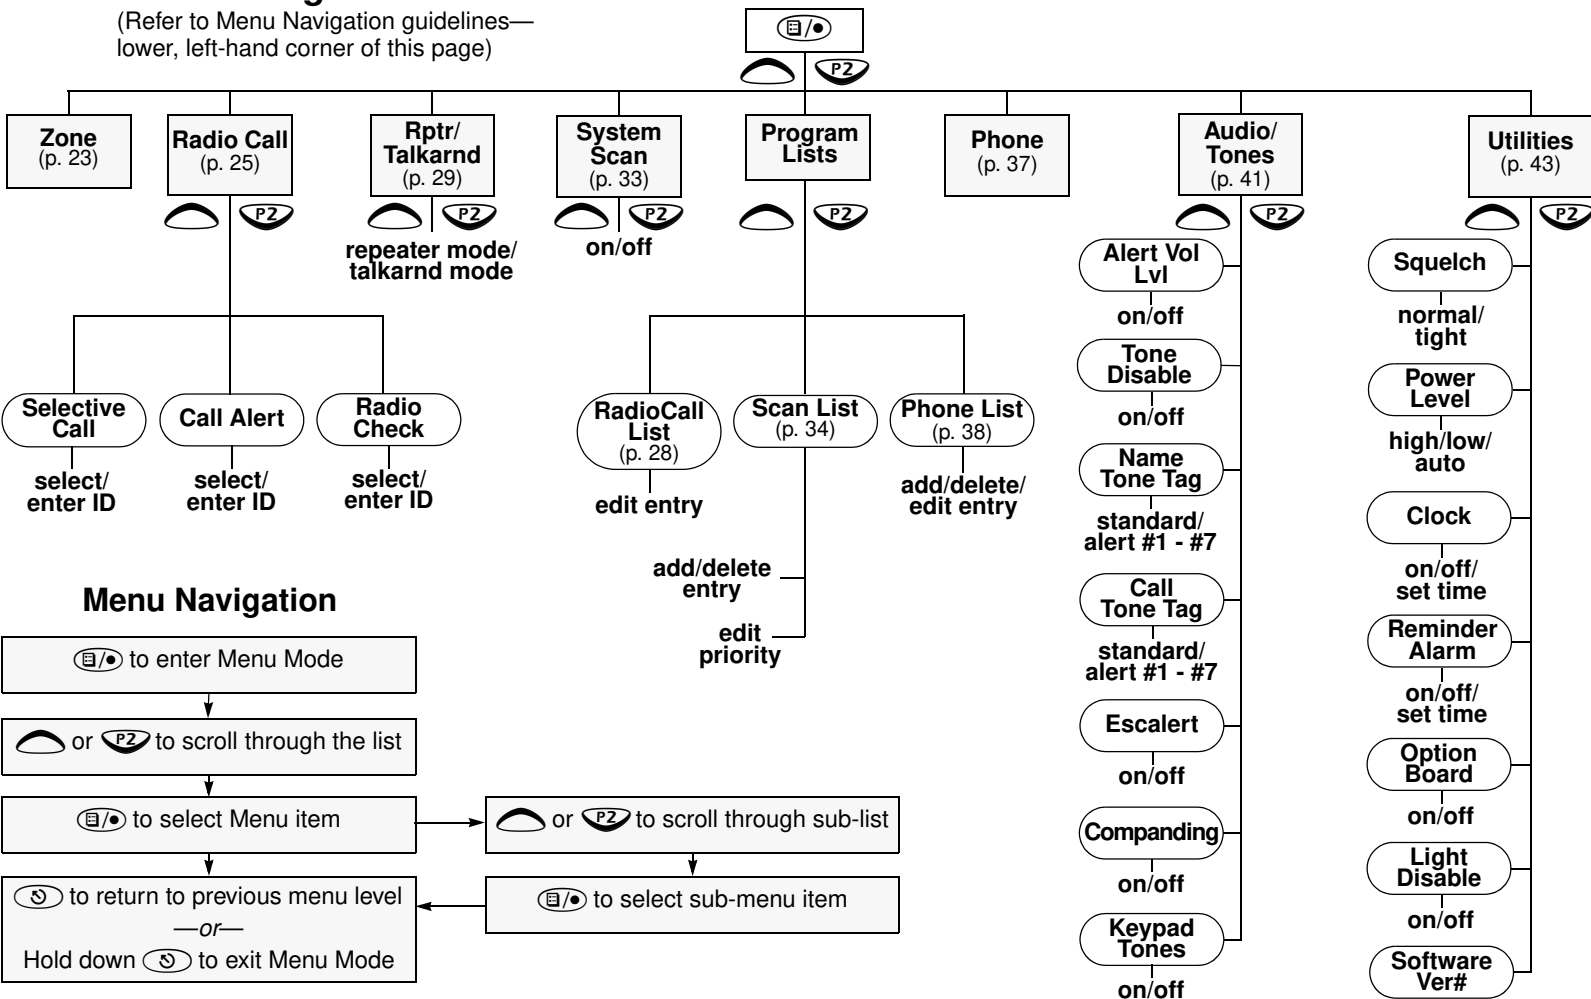 (Refer to Menu Navigation guidelines—
lower, left-hand corner of this page)
P2
Zone
(p. 23)
Radio Call
(p. 25)
P2
Selective
Call
select/
enter ID
Call Alert
select/
enter ID
Radio
Check
select/
enter ID
Rptr/
Talkarnd
(p. 29)
P2
repeater mode/
talkarnd mode
System
Scan
(p. 33)
P2
on/off
Program
Lists
P2
RadioCall
List
(p. 28)
edit entry
Scan List
(p. 34)
add/delete
entry
edit
priority
Phone List
(p. 38)
add/delete/
edit entry
Phone
(p. 37)
Audio/
Tones
(p. 41)
P2
Alert Vol
Lvl
on/off
Tone
Disable
on/off
Name
Tone Tag
standard/
alert #1 - #7
Call
Tone Tag
standard/
alert #1 - #7
Escalert
on/off
Companding
on/off
Keypad
Tones
on/off
Utilities
(p. 43)
P2
Squelch
normal/
tight
Power
Level
high/low/
auto
Clock
on/off/
set time
Reminder
Alarm
on/off/
set time
Option
Board
on/off
Light
Disable
on/off
Software
Ver#
Menu Navigation
to enter Menu Mode
or P2 to scroll through the list
to select Menu item
or P2 to scroll through sub-list
to select sub-menu item
to return to previous menu level
—or—
Hold down to exit Menu Mode